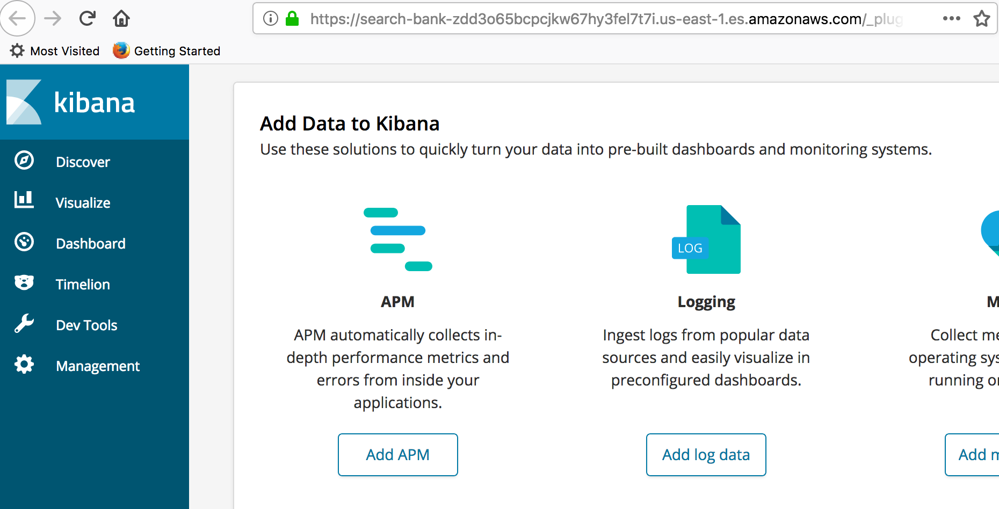 https://search-bank-zdd3o65bcpcjkw67hy3fel7t7i.us-east-1.es.amazonaws.com/_plug
Most Visited Getting Started
kibana
Discover
Visualize
Dashboard
Timelion
Dev Tools
Management
Add Data to Kibana
Use these solutions to quickly turn your data into pre-built dashboards and monitoring systems.
APM
APM automatically collects in-
depth performance metrics and
errors from inside your
applications.
Add APM
LOG
Logging
Ingest logs from popular data
sources and easily visualize in
preconfigured dashboards.
Add log data
M
Collect me
operating sys
running o
Add m